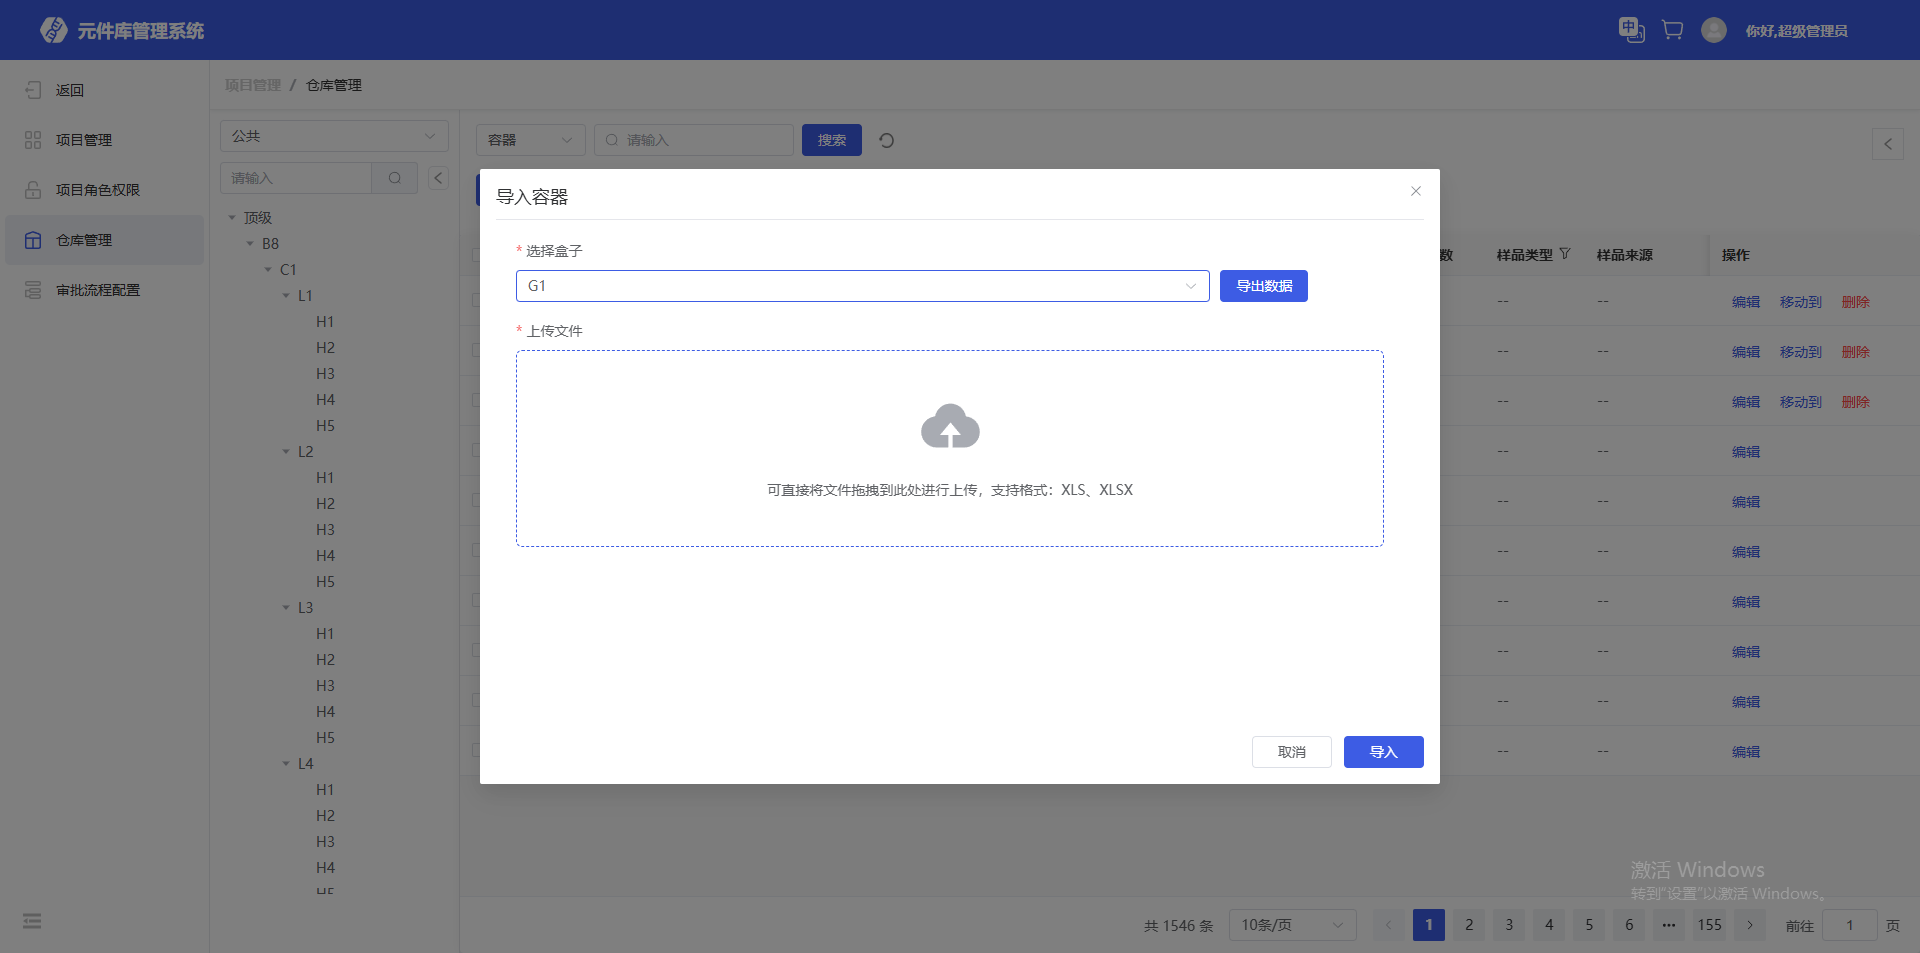 元件库管理系统
中
你好,超级管理员
返回
项目管理
项目角色权限
仓库管理
审批流程配置
项目管理 / 仓库管理
公共
请输入
顶级
B8
C1
L1
H1
H2
H3
H4
H5
L2
H1
H2
H3
H4
H5
L3
H1
H2
H3
H4
H5
L4
H1
H2
H3
H4
H5
容器
请输入
搜索
导入容器
* 选择盒子
G1
导出数据
* 上传文件
可直接将文件拖拽到此处进行上传，支持格式：XLS、XLSX
取消
导入
数 样品类型 样品来源 操作
-- -- 编辑 移动到 删除
-- -- 编辑 移动到 删除
-- -- 编辑 移动到 删除
-- -- 编辑
-- -- 编辑
-- -- 编辑
-- -- 编辑
-- -- 编辑
-- -- 编辑
-- -- 编辑
激活 Windows
转到"设置"以激活 Windows。
共 1546 条 10条/页 1 2 3 4 5 6 ••• 155 前往 1 页